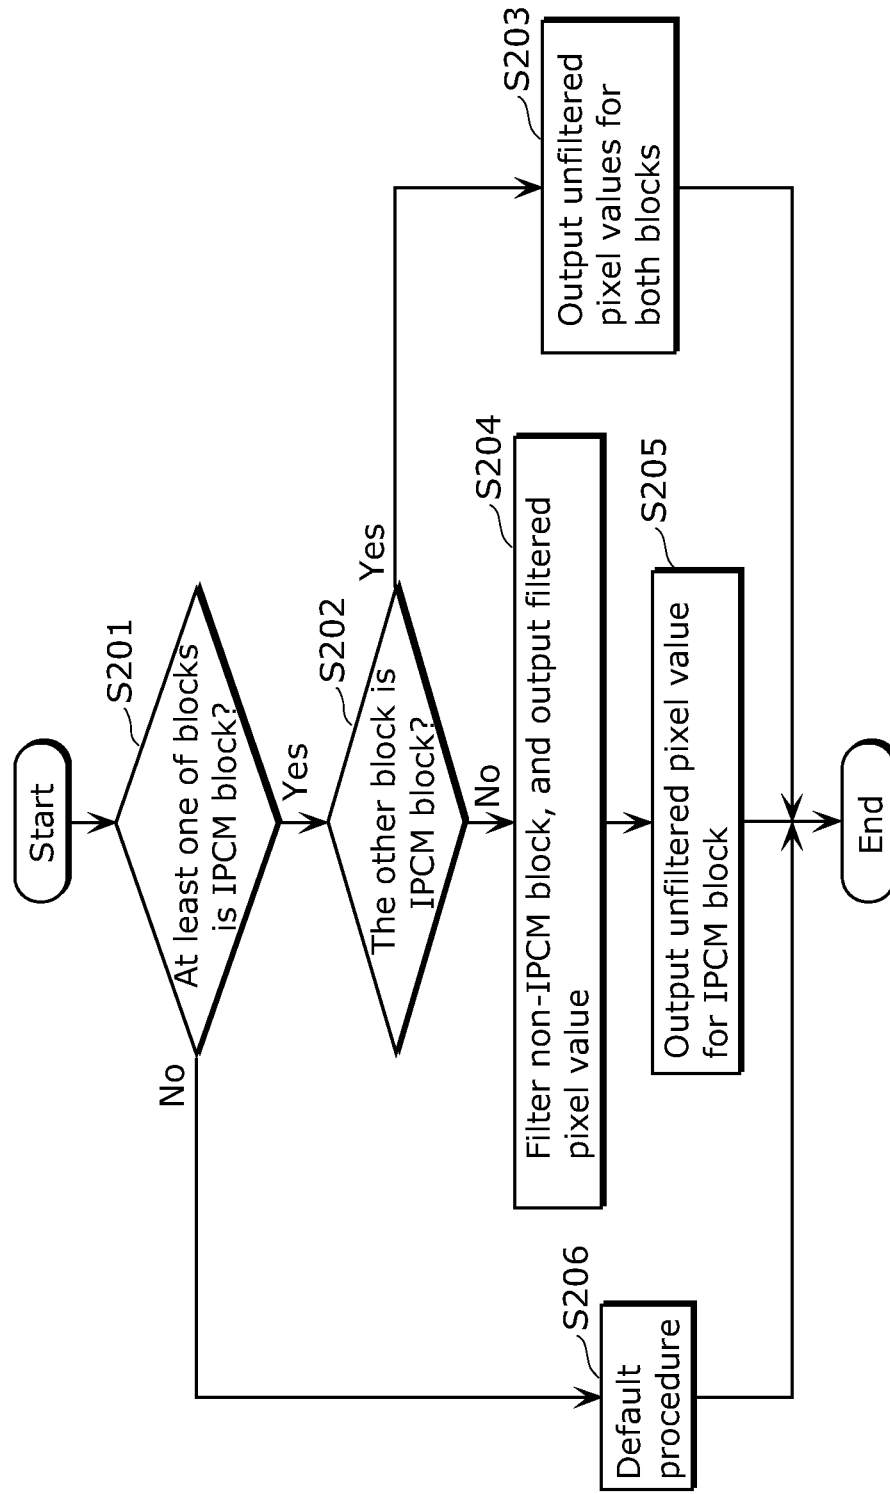 Start
S201
At least one of blocks
is IPCM block?
No
Yes
S202
The other block is
IPCM block?
Yes
No
S203
Output unfiltered
pixel values for
both blocks
S204
Filter non-IPCM block, and output filtered
pixel value
S205
Output unfiltered pixel value
for IPCM block
S206
Default
procedure
End